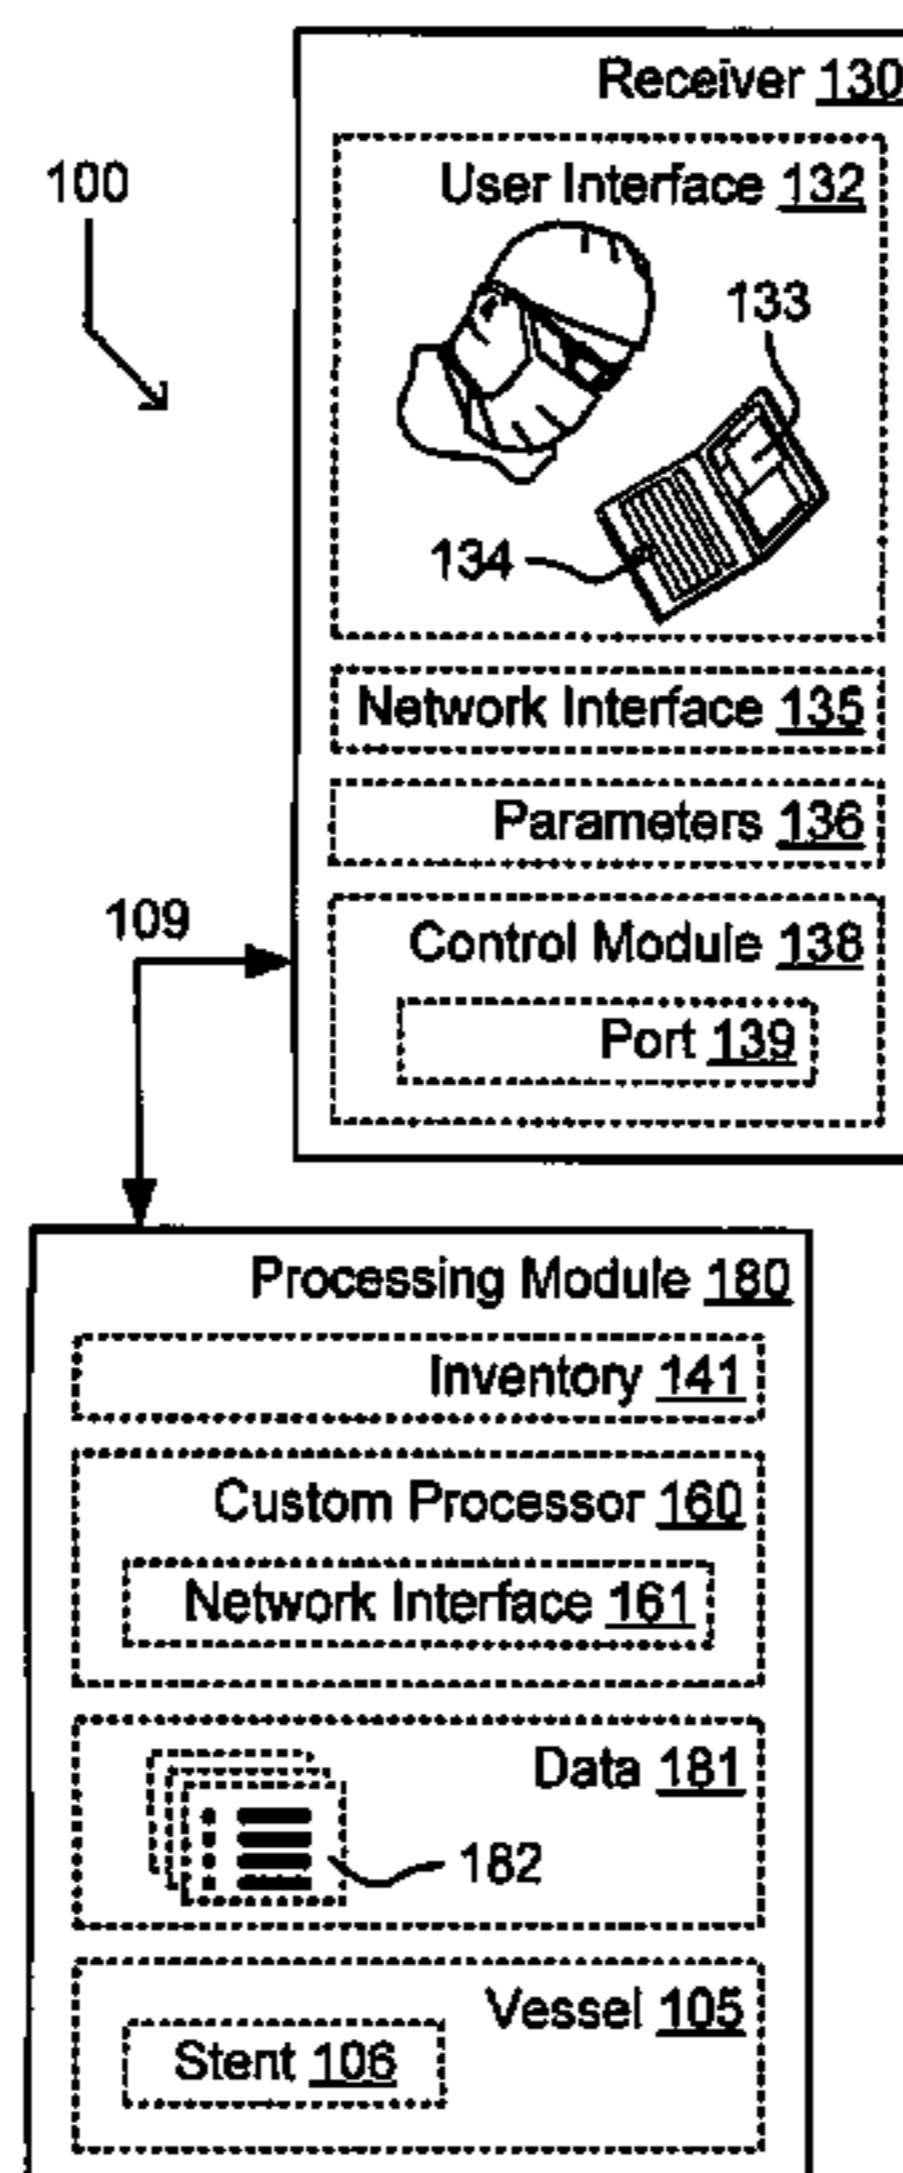 Receiver 130
100
User Interface 132
133
134
Network Interface 135
Parameters 136
109
Control Module 138
Port 139
Processing Module 180
Inventory 141
Custom Processor 160
Network Interface 161
Data 181
182
Vessel 105
Stent 106